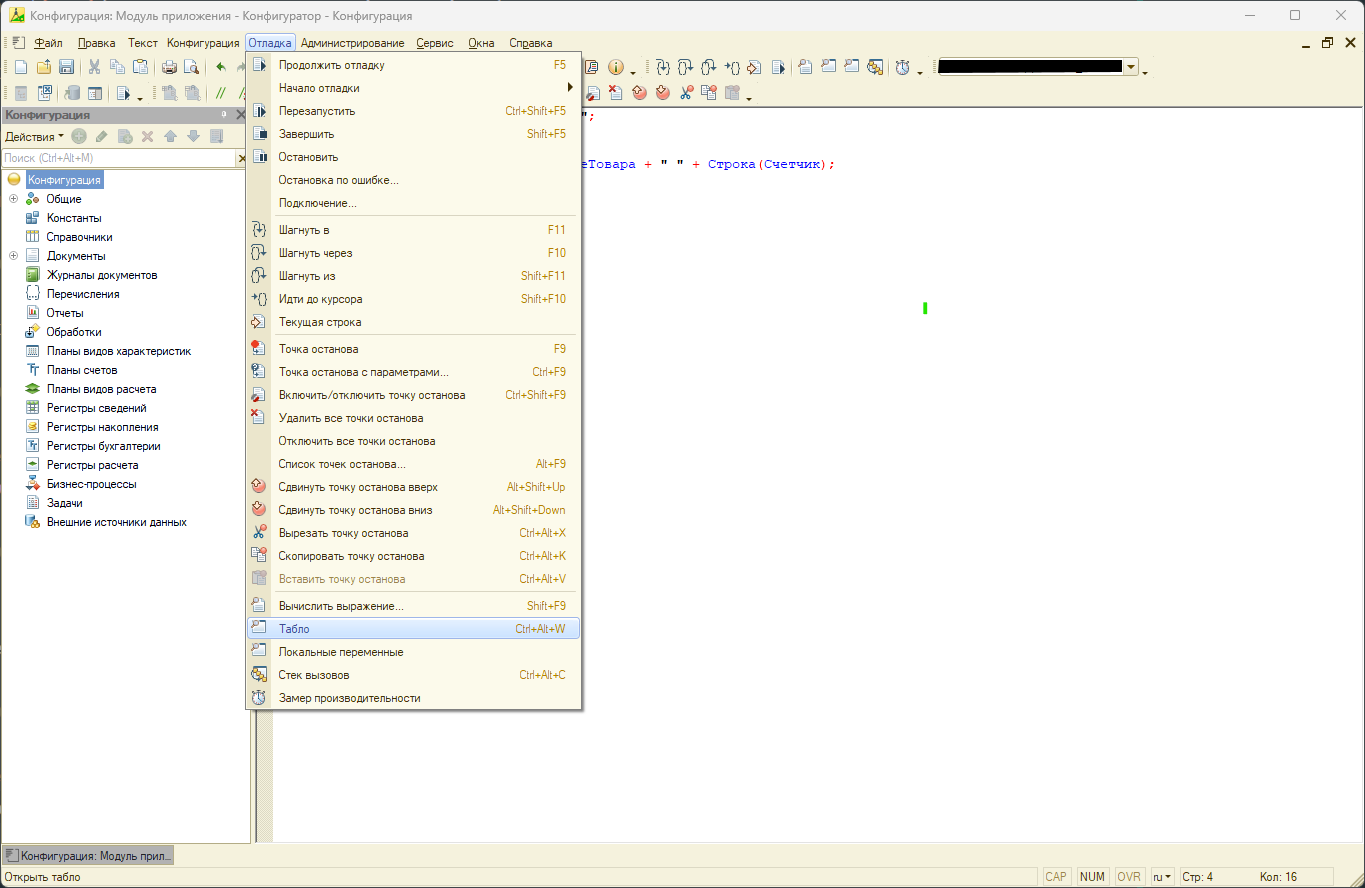 Конфигурация: Модуль приложения - Конфигуратор - Конфигурация
Файл Правка Текст Конфигурация Отладка Администрирование Сервис Окна Справка
Конфигурация
Действия
Поиск (Ctrl+Alt+M)
Конфигурация
Общие
Константы
Справочники
Документы
Журналы документов
Перечисления
Отчеты
Обработки
Планы видов характеристик
Планы счетов
Планы видов расчета
Регистры сведений
Регистры накопления
Регистры бухгалтерии
Регистры расчета
Бизнес-процессы
Задачи
Внешние источники данных
Продолжить отладку F5
Начало отладки
Перезапустить Ctrl+Shift+F5
Завершить Shift+F5
Остановить
Остановка по ошибке...
Подключение...
Шагнуть в F11
Шагнуть через F10
Шагнуть из Shift+F11
Идти до курсора Shift+F10
Текущая строка
Точка останова F9
Точка останова с параметрами... Ctrl+F9
Включить/отключить точку останова Ctrl+Shift+F9
Удалить все точки останова
Отключить все точки останова
Список точек останова... Alt+F9
Сдвинуть точку останова вверх Alt+Shift+Up
Сдвинуть точку останова вниз Alt+Shift+Down
Вырезать точку останова Ctrl+Alt+X
Скопировать точку останова Ctrl+Alt+K
Вставить точку останова Ctrl+Alt+V
Вычислить выражение... Shift+F9
Табло Ctrl+Alt+W
Локальные переменные
Стек вызовов Ctrl+Alt+C
Замер производительности
";
еТовара + " " + Строка(Счетчик);
Конфигурация: Модуль прил...
Открыть табло CAP NUM OVR ru Стр: 4 Кол: 16